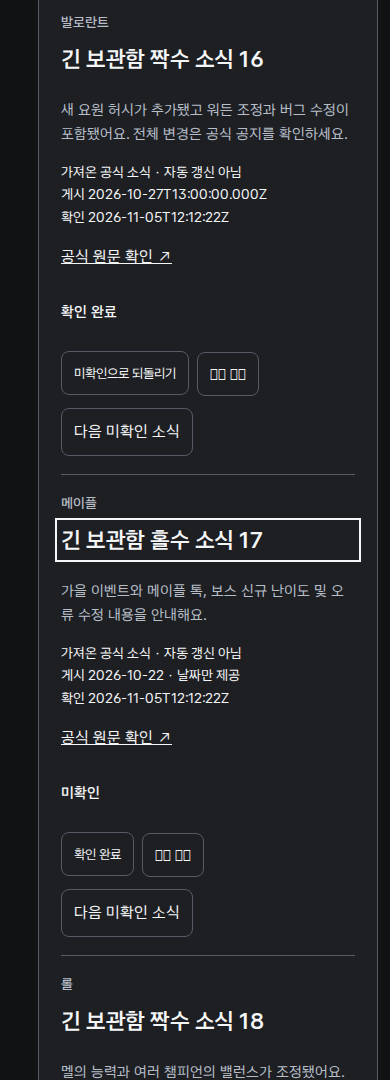 발로란트
긴 보관함 짝수 소식 16
새 요원 허시가 추가됐고 워든 조정과 버그 수정이
포함됐어요. 전체 변경은 공식 공지를 확인하세요.
가져온 공식 소식 · 자동 갱신 아님
게시 2026-10-27T13:00:00.000Z
확인 2026-11-05T12:12:22Z
공식 원문 확인 ↗
확인 완료
미확인으로 되돌리기
다음 미확인 소식
메이플
긴 보관함 홀수 소식 17
가을 이벤트와 메이플 톡, 보스 신규 난이도 및 오
류 수정 내용을 안내해요.
가져온 공식 소식 · 자동 갱신 아님
게시 2026-10-22 · 날짜만 제공
확인 2026-11-05T12:12:22Z
공식 원문 확인 ↗
미확인
확인 완료
다음 미확인 소식
롤
긴 보관함 짝수 소식 18
멜의 능력과 여러 챔피언의 밸런스가 조정됐어요.